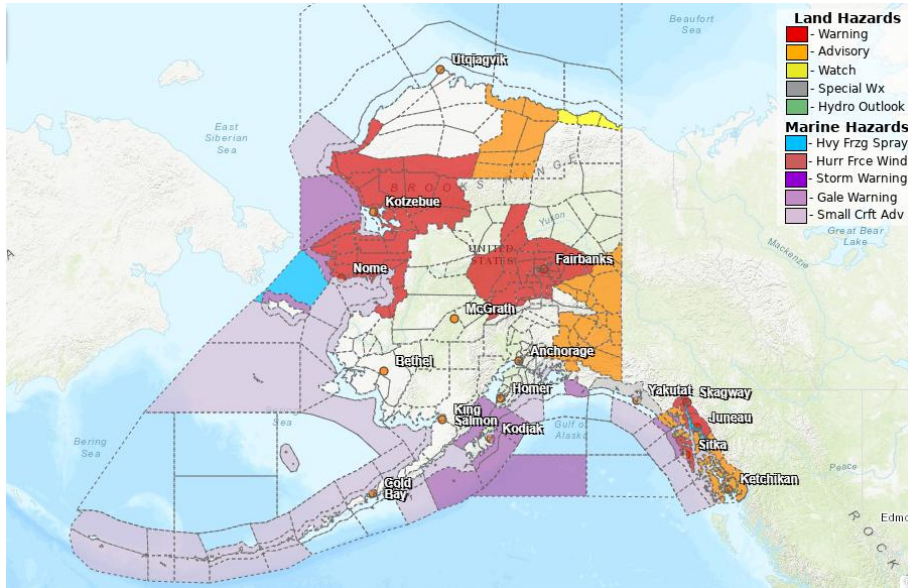 Beaufort
Sea
Land Hazards
- Warning
- Advisory
- Watch
- Special Wx
- Hydro Outlook
Marine Hazards
- Hvy Frzg Spray
- Hurr Frce Wind
- Storm Warning
- Gale Warning
- Small Crft Adv
Utqiagvik
East
Siberian
Sea
BROOKS RANGE
Kotzebue
Yukon
Great Bear
Lake
Mackenzie
UNITED
STATES
Nome
Fairbanks
McGrath
Anchorage
Bethel
Homer
Yakutat
Skagway
King
Salmon
Kodiak
Gulf of
Alaska
Juneau
Sitka
Bering
Sea
Sea
Ketchikan
Peace
Cold
Bay
Edmo
ROCK
A